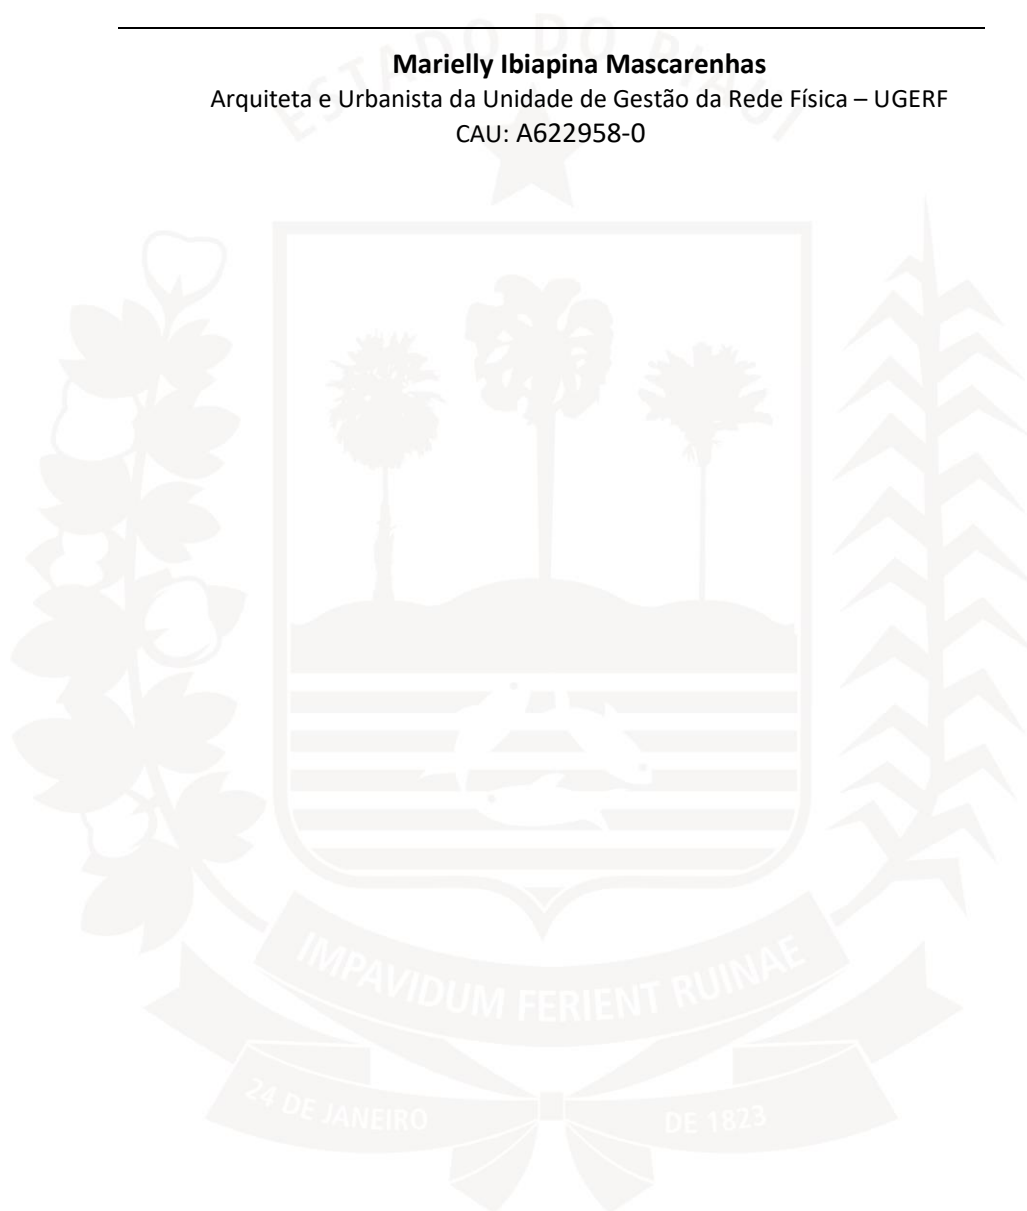 ESTADO DO PIAUÍ
Marielly Ibiapina Mascarenhas
Arquiteta e Urbanista da Unidade de Gestão da Rede Física – UGERF
CAU: A622958-0
IMPAVIDUM FERIENT RUINAE
24 DE JANEIRO DE 1823